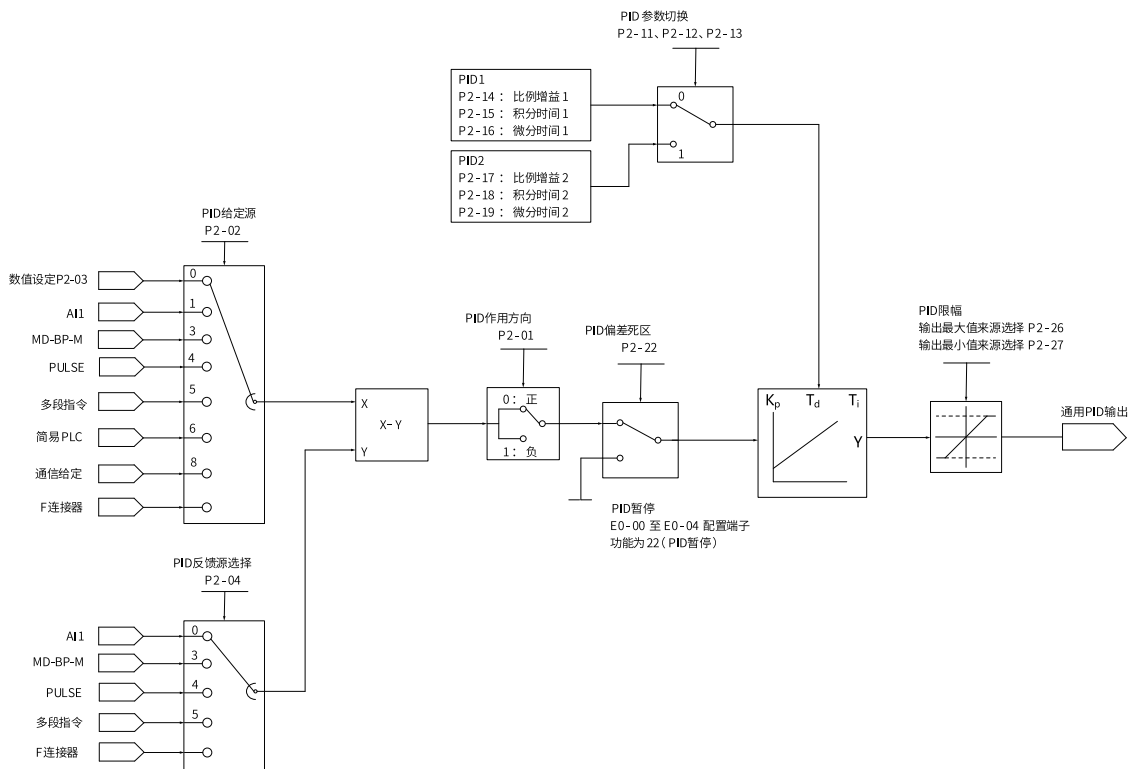 PID 参数切换
P2-11、P2-12、P2-13
PID1
P2-14： 比例增益1
P2-15： 积分时间1
P2-16： 微分时间1
PID2
P2-17： 比例增益2
P2-18： 积分时间2
P2-19： 微分时间2
0
1
PID给定源
P2-02
数值设定P2-03
0
AI1
1
MD-BP-M
3
PULSE
4
多段指令
5
简易PLC
6
通信给定
8
F连接器
X
X-Y
Y
PID作用方向
P2-01
0：正
1：负
PID偏差死区
P2-22
PID暂停
E0-00 至 E0-04 配置端子
功能为22（PID暂停）
Kp Td Ti
Y
PID限幅
输出最大值来源选择 P2-26
输出最小值来源选择 P2-27
通用PID输出
PID反馈源选择
P2-04
AI1
0
MD-BP-M
3
PULSE
4
多段指令
5
F连接器